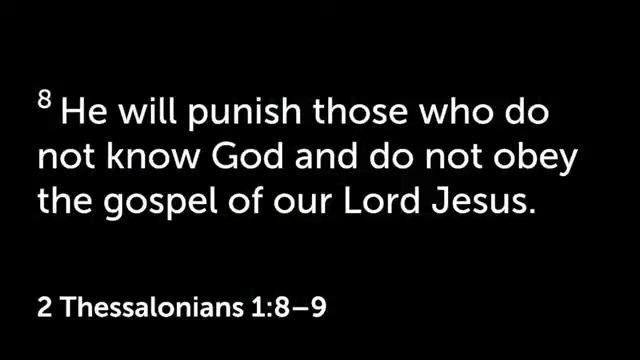 8 He will punish those who do
not know God and do not obey
the gospel of our Lord Jesus.
2 Thessalonians 1:8–9